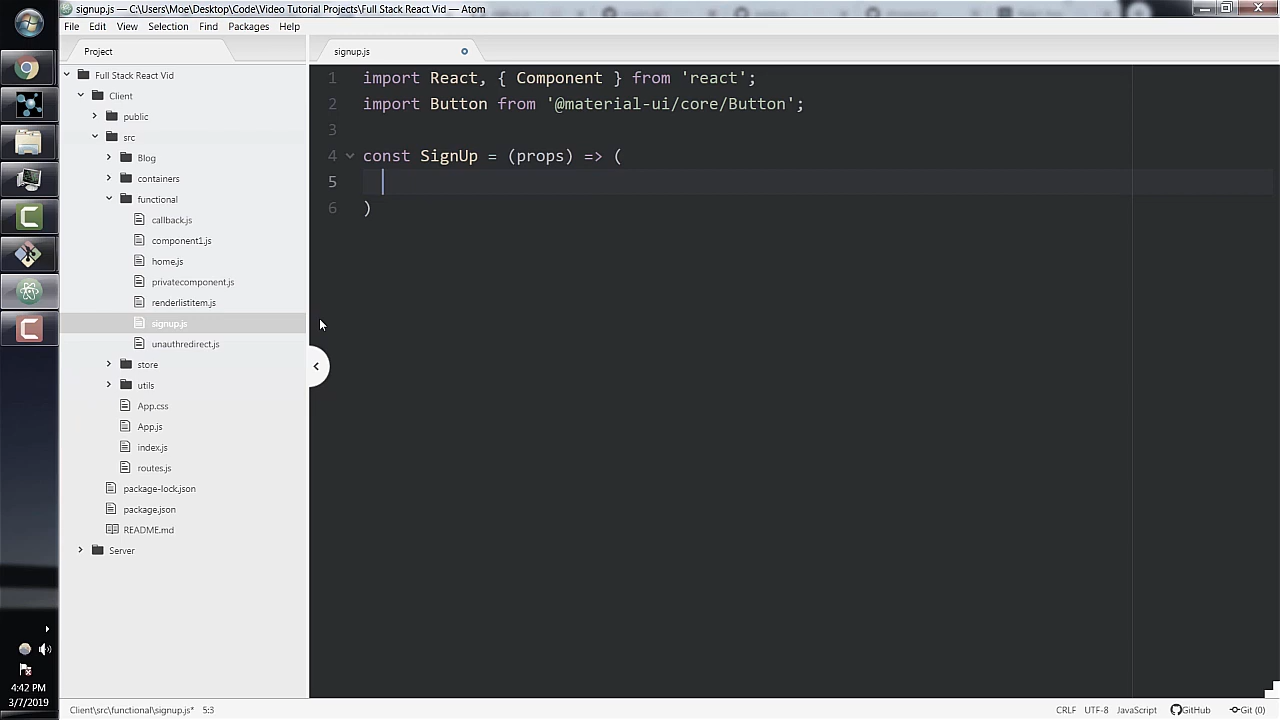 signup.js — C:\Users\Moe\Desktop\Code\Video Tutorial Projects\Full Stack React Vid — Atom
File Edit View Selection Find Packages Help
Project
signup.js
Full Stack React Vid
Client
public
src
Blog
containers
functional
callback.js
component1.js
home.js
privatecomponent.js
renderlistitem.js
signup.js
unauthredirect.js
store
utils
App.css
App.js
index.js
routes.js
package-lock.json
package.json
README.md
Server
1 import React, { Component } from 'react';
2 import Button from '@material-ui/core/Button';
3
4 const SignUp = (props) => (
5
6 )
4:42 PM
3/7/2019
Client\src\functional\signup.js* 5:3 CRLF UTF-8 JavaScript GitHub Git (0)